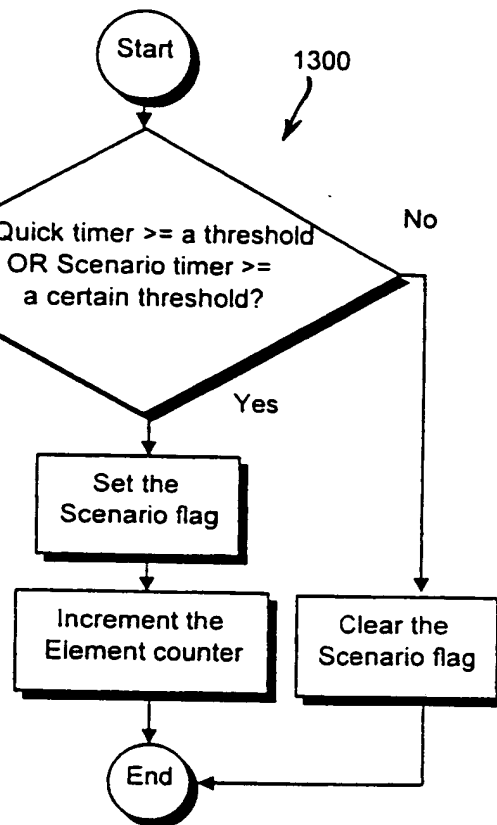 Start
1300
Quick timer >= a threshold
OR Scenario timer >=
a certain threshold?
No
Yes
Set the
Scenario flag
Increment the
Element counter
Clear the
Scenario flag
End